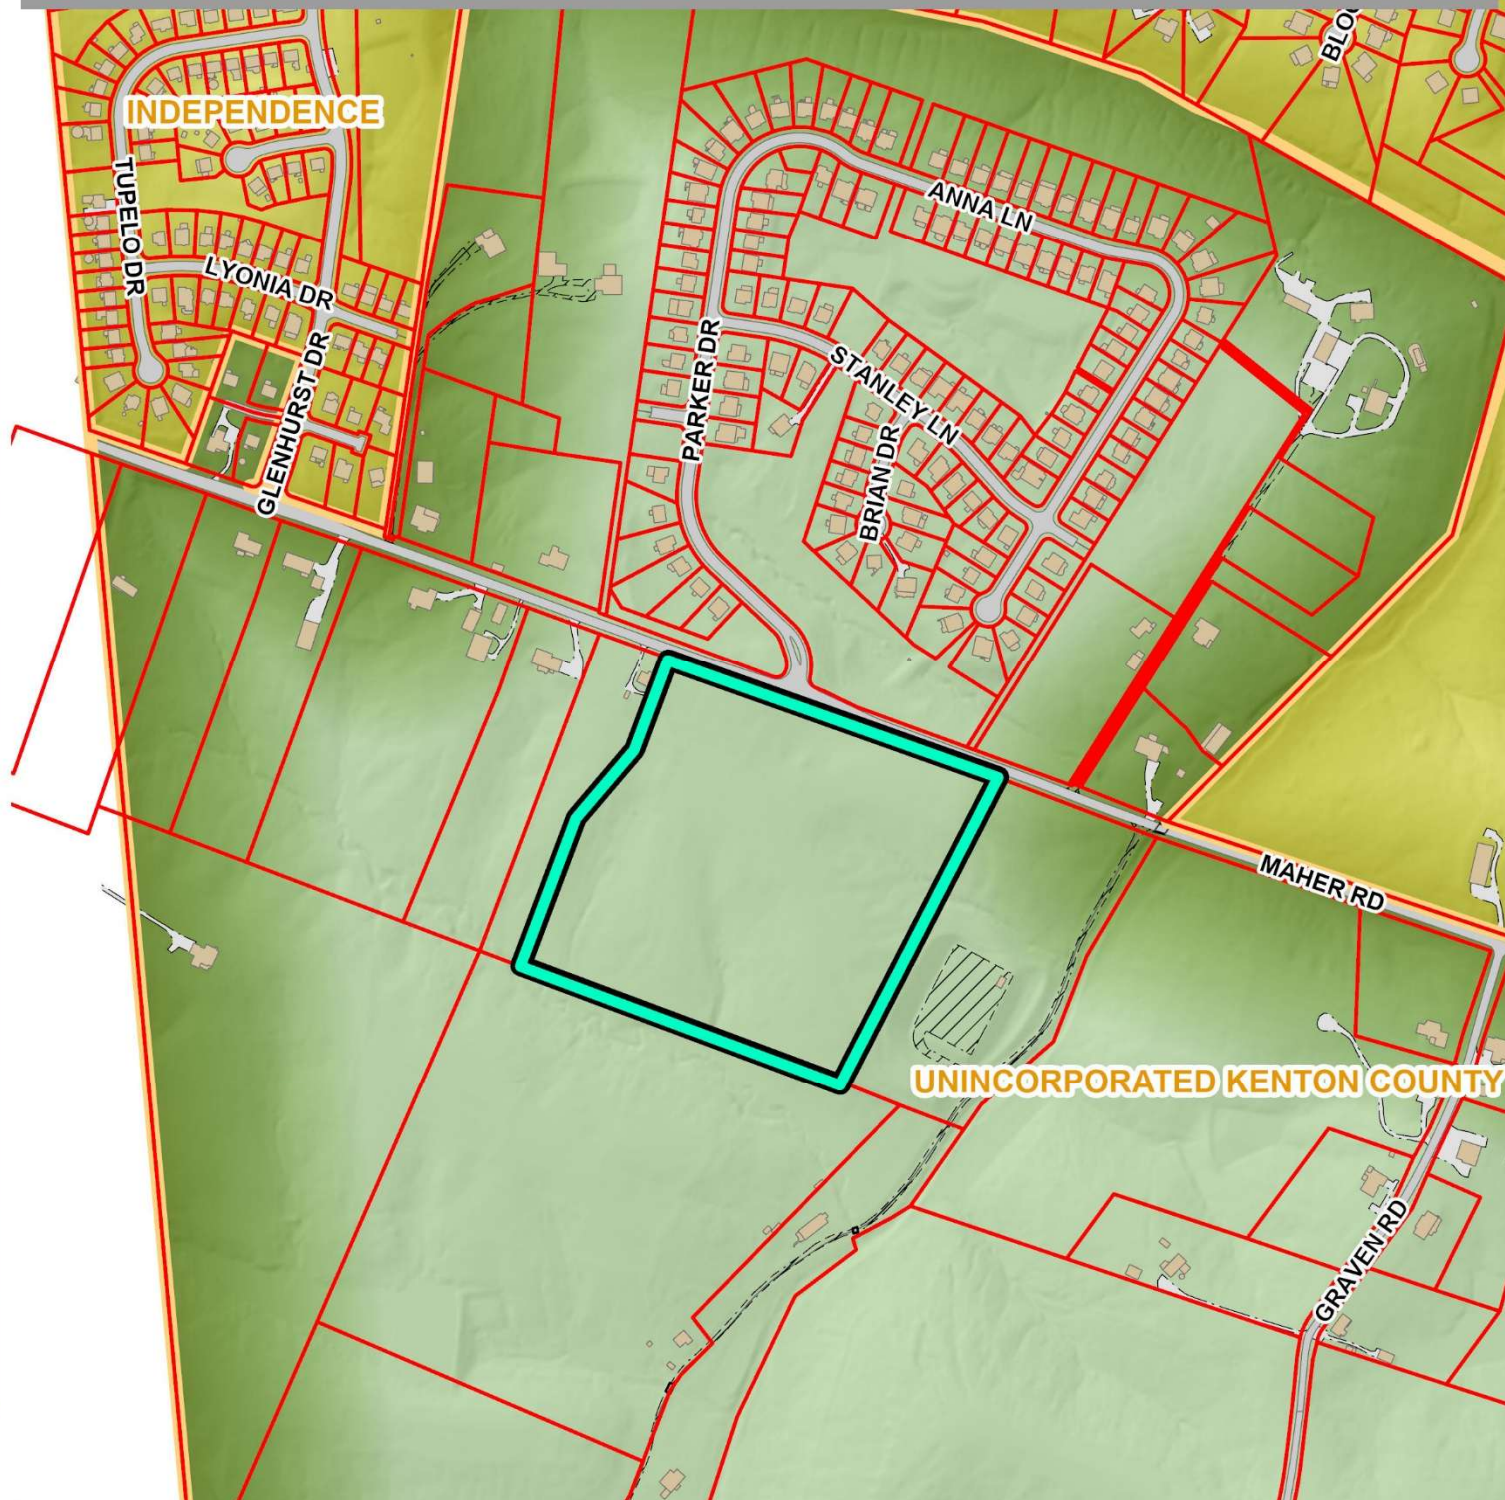 BLO
INDEPENDENCE
TUPELO DR
ANNA LN
LYONIA DR
GLENHURST DR
PARKER DR
STANLEY LN
BRIAN DR
MAHER RD
UNINCORPORATED KENTON COUNTY
GRAVEN RD